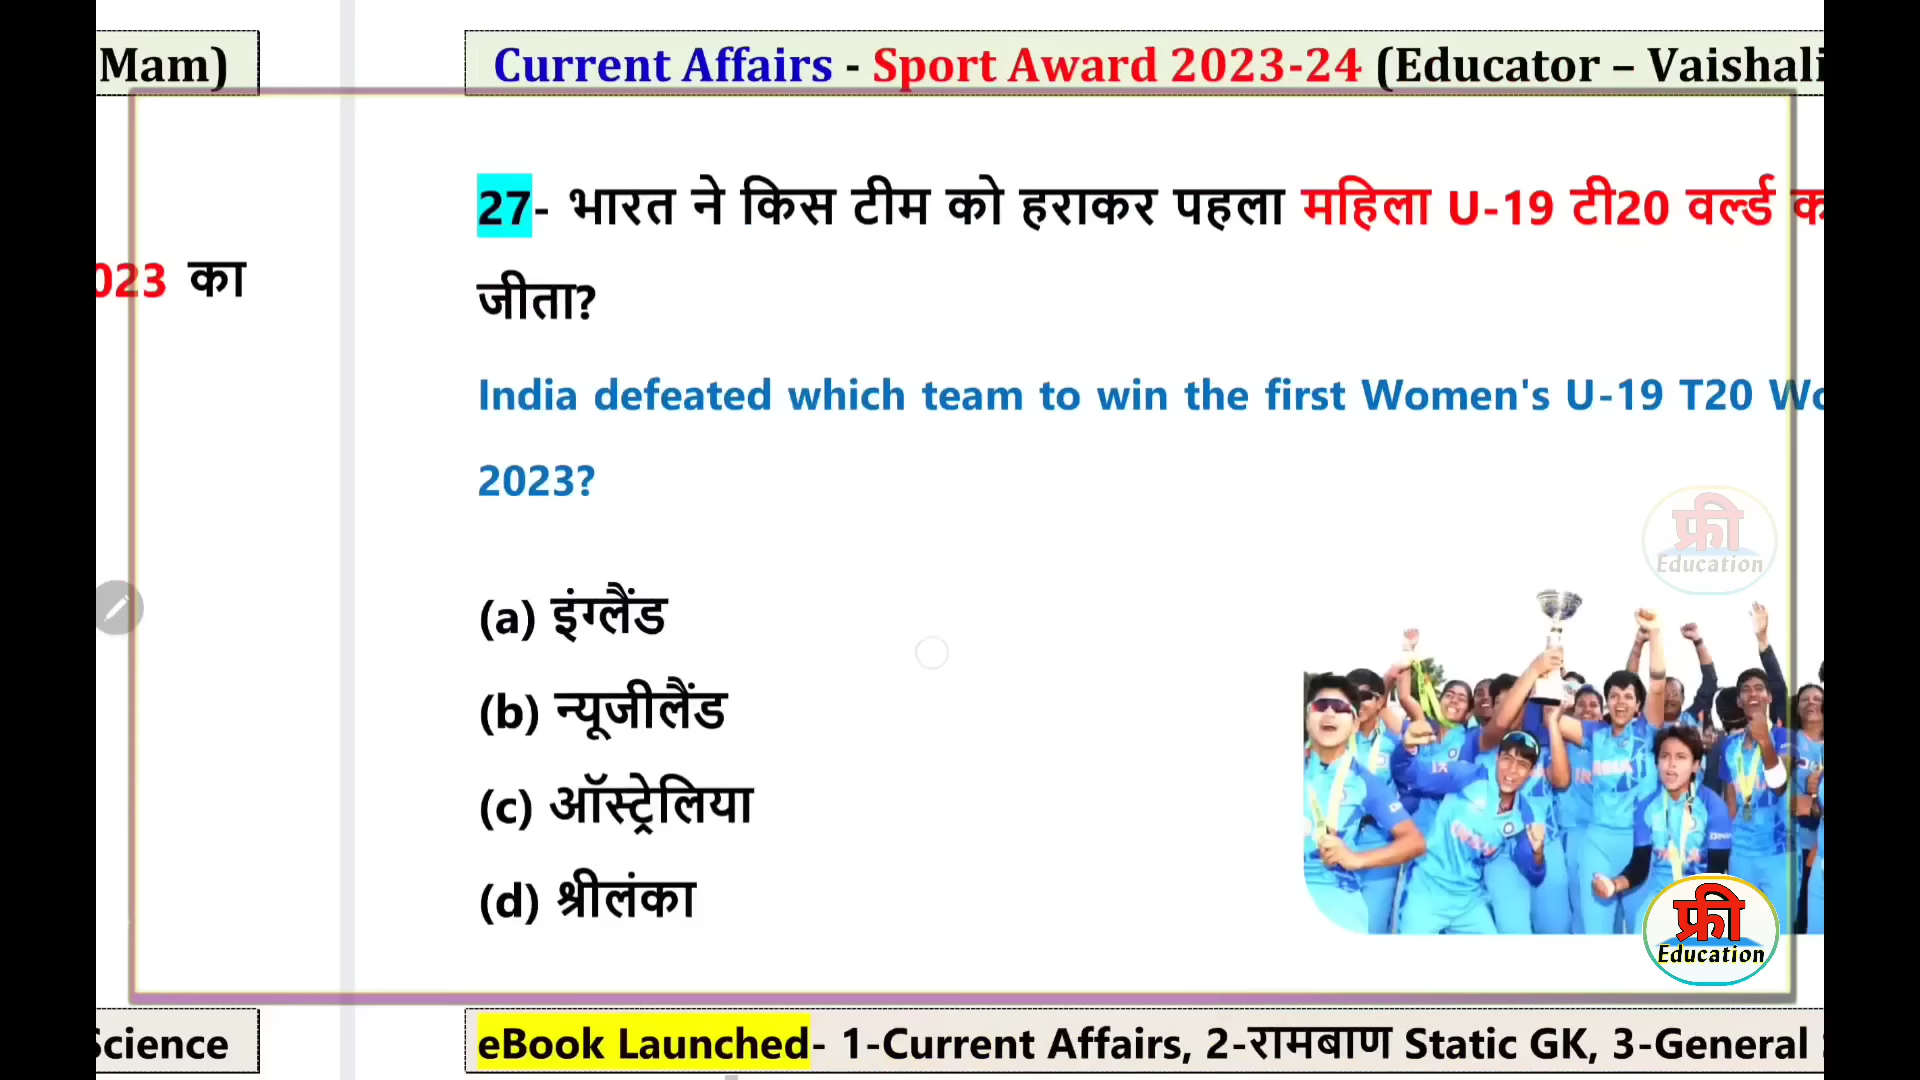 Mam)
Current Affairs - Sport Award 2023-24 (Educator – Vaishali
023 का
27- भारत ने किस टीम को हराकर पहला महिला U-19 टी20 वर्ल्ड क
जीता?
India defeated which team to win the first Women's U-19 T20 Wo
2023?
(a) इंग्लैंड
(b) न्यूजीलैंड
(c) ऑस्ट्रेलिया
(d) श्रीलंका
फ्री
Education
फ्री
Education
Science
eBook Launched- 1-Current Affairs, 2-रामबाण Static GK, 3-General